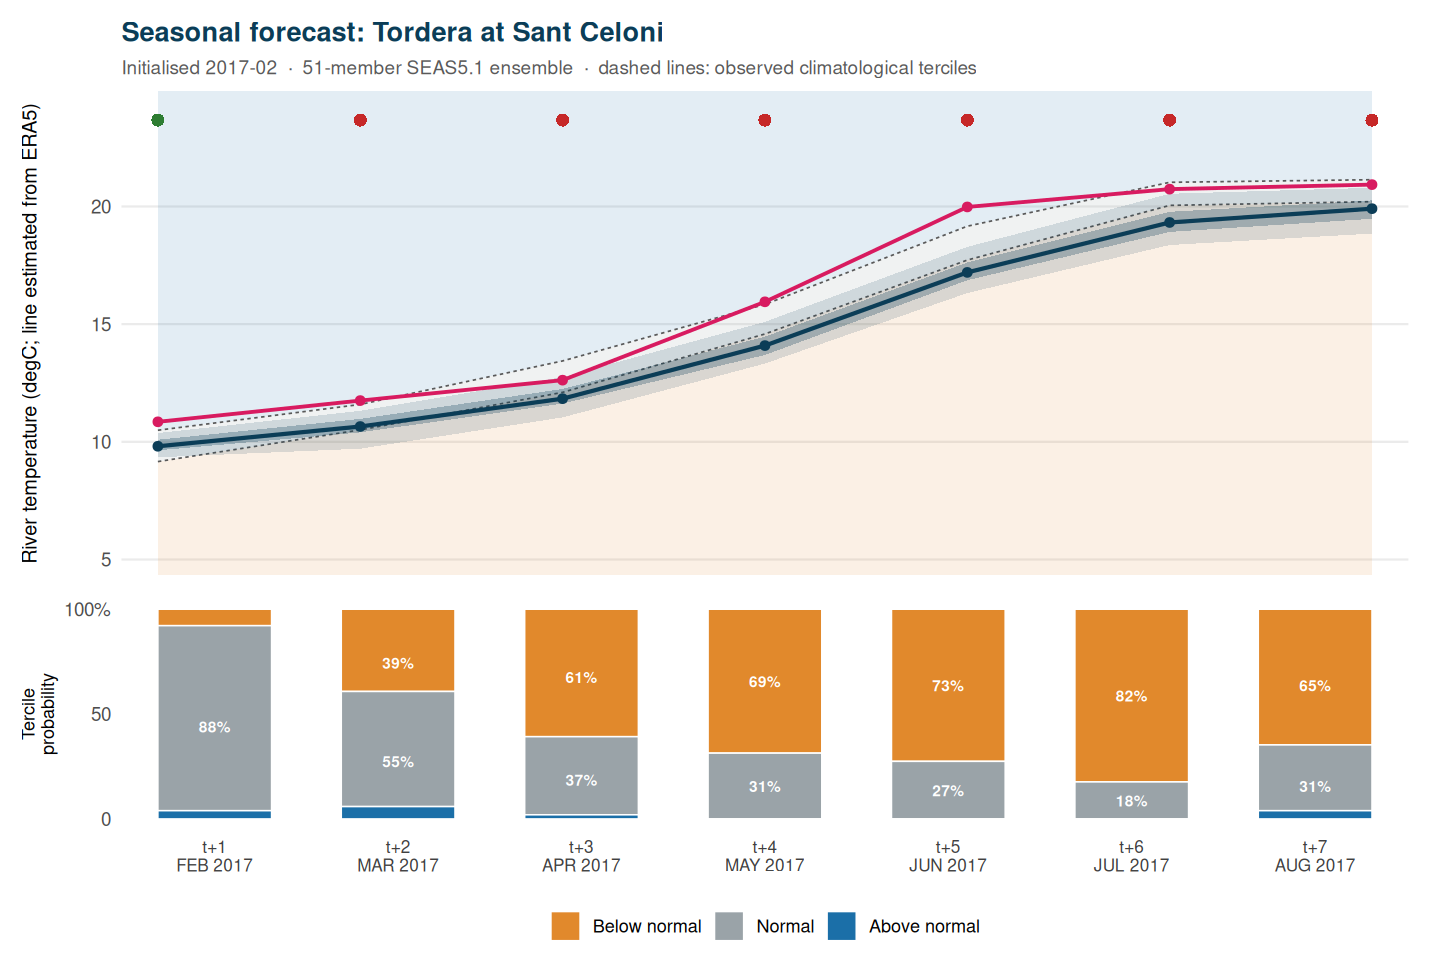 Seasonal forecast: Tordera at Sant Celoni
Initialised 2017-02 · 51-member SEAS5.1 ensemble · dashed lines: observed climatological terciles
River temperature (degC; line estimated from ERA5)
20
15
10
5
Tercile
probability
100%
50
0
39%
61%
69%
73%
82%
65%
88%
55%
37%
31%
27%
18%
31%
t+1
FEB 2017
t+2
MAR 2017
t+3
APR 2017
t+4
MAY 2017
t+5
JUN 2017
t+6
JUL 2017
t+7
AUG 2017
Below normal
Normal
Above normal